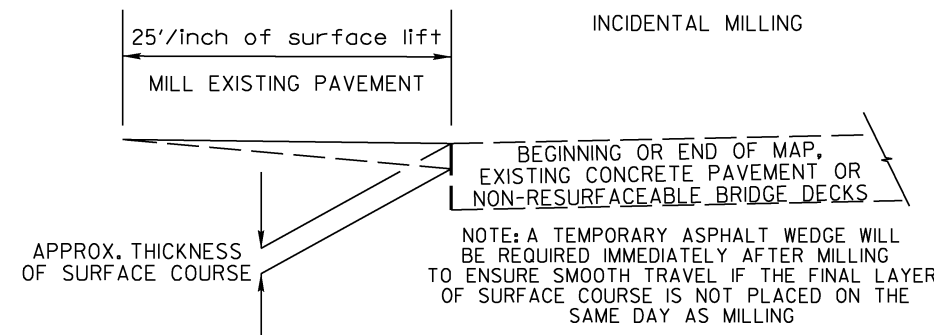 INCIDENTAL MILLING
25'/inch of surface lift
MILL EXISTING PAVEMENT
BEGINNING OR END OF MAP,
EXISTING CONCRETE PAVEMENT OR
NON-RESURFACEABLE BRIDGE DECKS
APPROX. THICKNESS
OF SURFACE COURSE
NOTE: A TEMPORARY ASPHALT WEDGE WILL
BE REQUIRED IMMEDIATELY AFTER MILLING
TO ENSURE SMOOTH TRAVEL IF THE FINAL LAYER
OF SURFACE COURSE IS NOT PLACED ON THE
SAME DAY AS MILLING